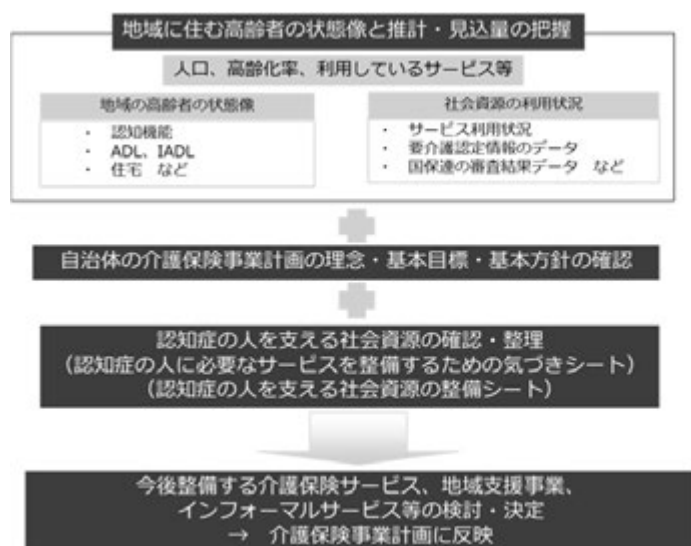 地域に住む高齢者の状態像と推計・見込量の把握
人口、高齢化率、利用しているサービス等
地域の高齢者の状態像
・ 認知機能
・ ADL、IADL
・ 住宅 など
社会資源の利用状況
・ サービス利用状況
・ 要介護認定情報のデータ
・ 国保連の審査結果データ など
自治体の介護保険事業計画の理念・基本目標・基本方針の確認
認知症の人を支える社会資源の確認・整理
（認知症の人に必要なサービスを整備するための気づきシート）
（認知症の人を支える社会資源の整備シート）
今後整備する介護保険サービス、地域支援事業、
インフォーマルサービス等の検討・決定
→ 介護保険事業計画に反映